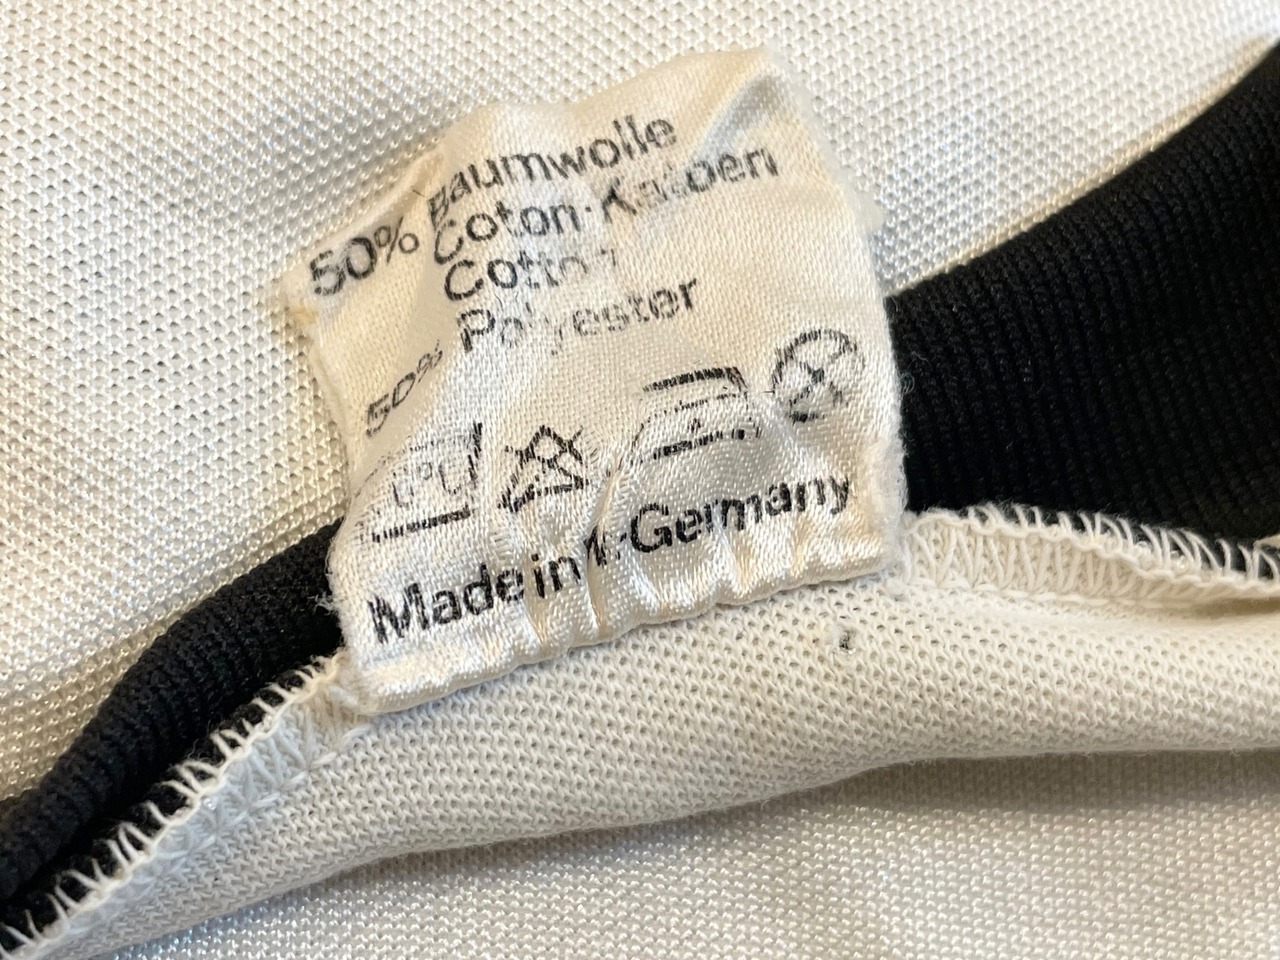 50% Baumwolle
Coton·Katoen
Cotton
50% Polyester
Made in W.-Germany